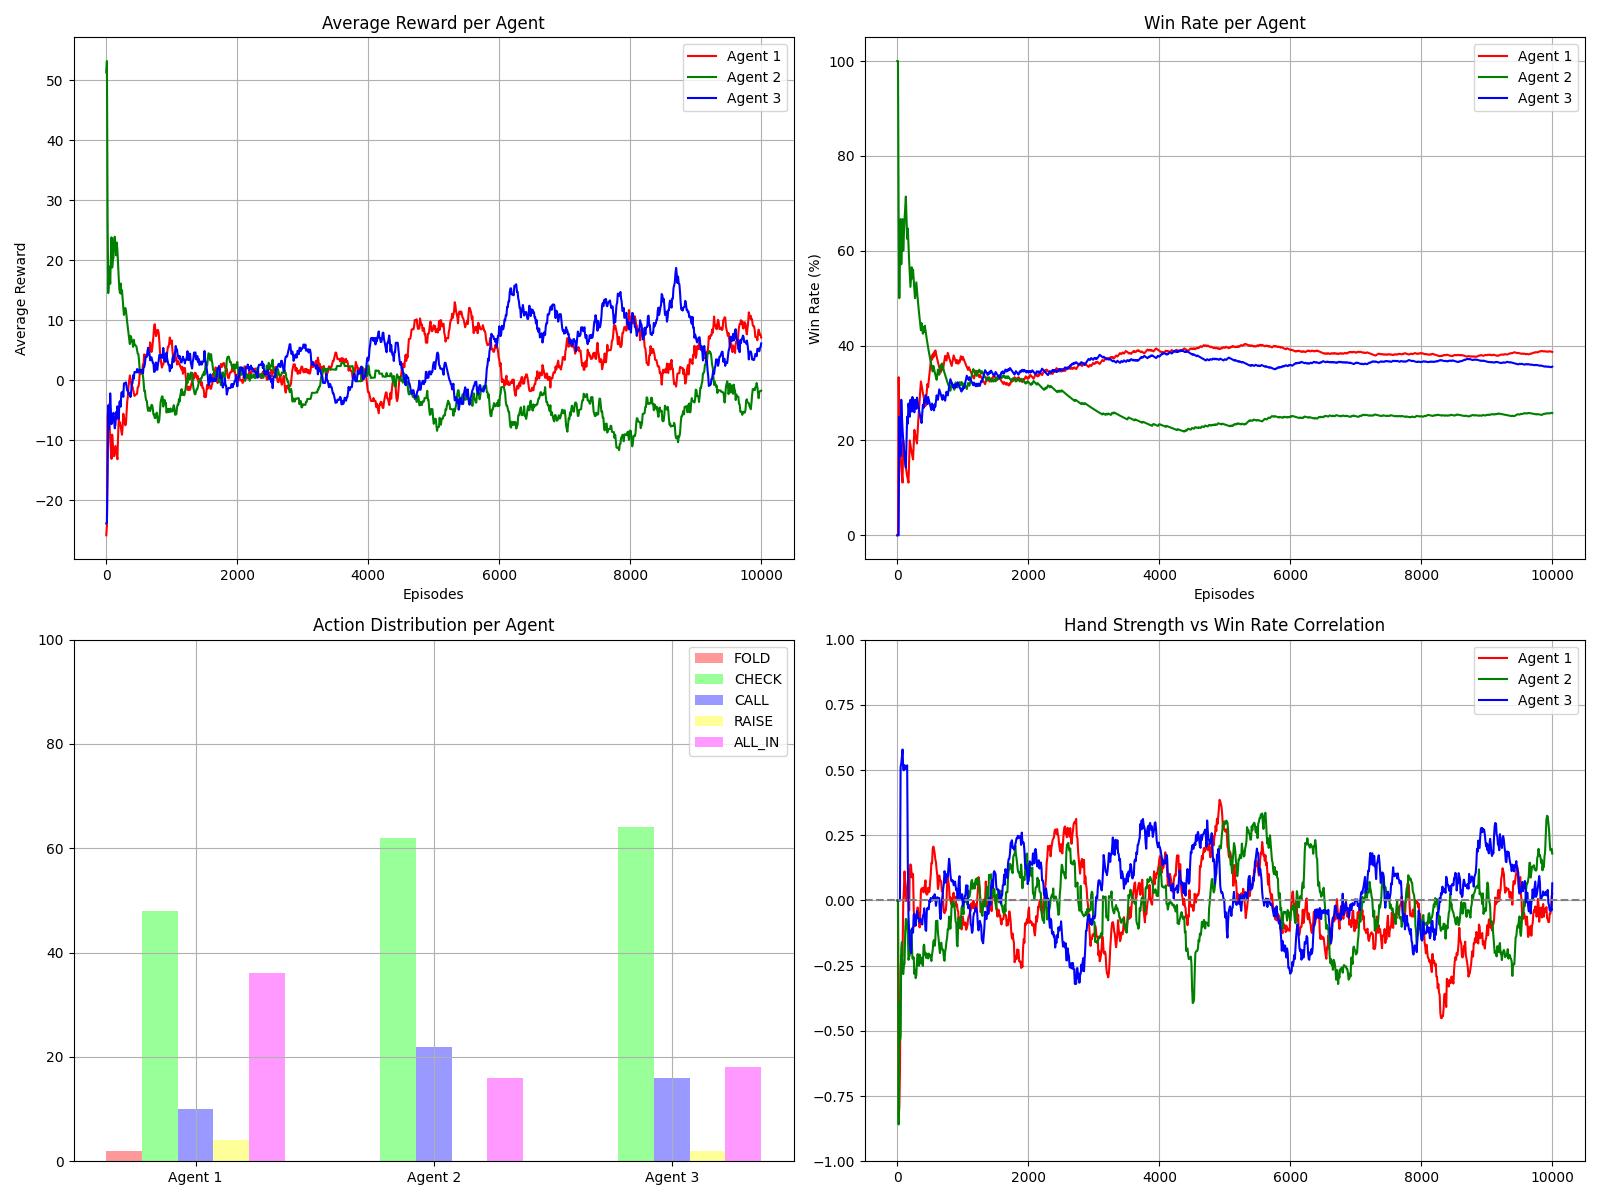 Average Reward per Agent
Average Reward
50
40
30
20
10
0
−10
−20
0 2000 4000 6000 8000 10000
Episodes
Agent 1
Agent 2
Agent 3
Win Rate per Agent
Win Rate (%)
100
80
60
40
20
0
0 2000 4000 6000 8000 10000
Episodes
Agent 1
Agent 2
Agent 3
Action Distribution per Agent
100
80
60
40
20
0
Agent 1 Agent 2 Agent 3
FOLD
CHECK
CALL
RAISE
ALL_IN
Hand Strength vs Win Rate Correlation
1.00
0.75
0.50
0.25
0.00
−0.25
−0.50
−0.75
−1.00
0 2000 4000 6000 8000 10000
Agent 1
Agent 2
Agent 3